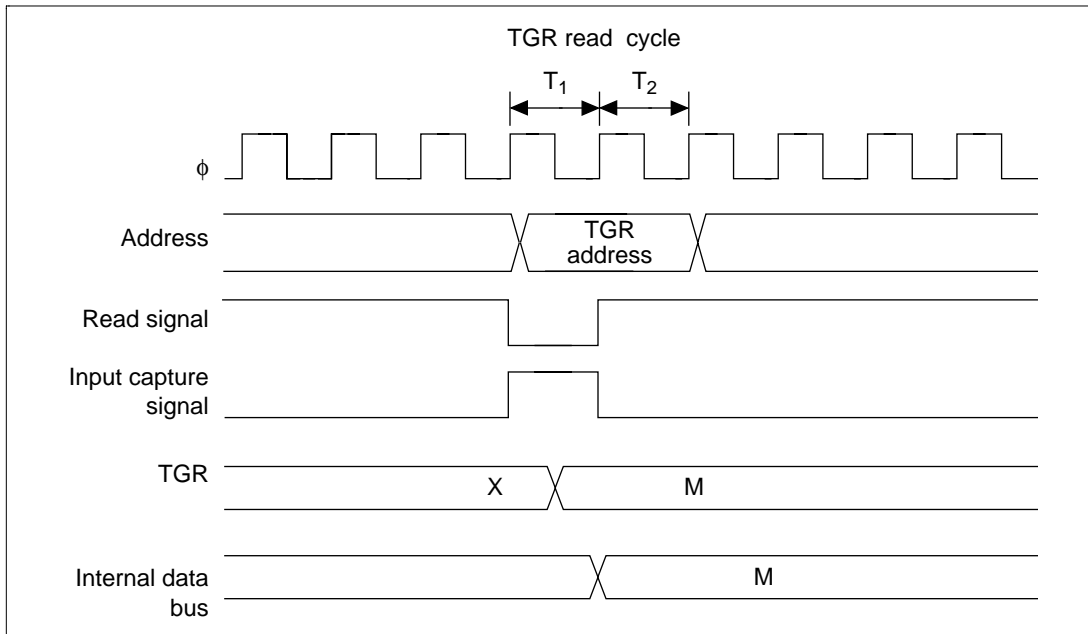 TGR read cycle
T1 T2
ϕ
Address
TGR
address
Read signal
Input capture
signal
TGR
X
M
Internal data
bus
M